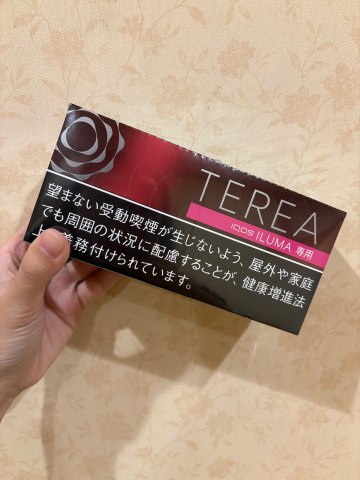 TEREA
IQOS ILUMA 専用
望まない受動喫煙が生じないよう、屋外や家庭
でも周囲の状況に配慮することが、健康増進法
上義務付けられています。